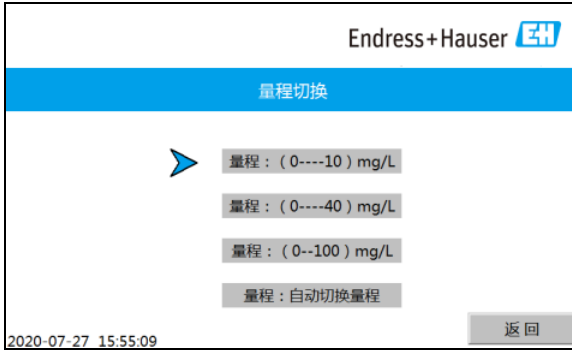 Endress+Hauser EH
量程切换
量程：（0----10）mg/L
量程：（0----40）mg/L
量程：（0--100）mg/L
量程：自动切换量程
返回
2020-07-27 15:55:09